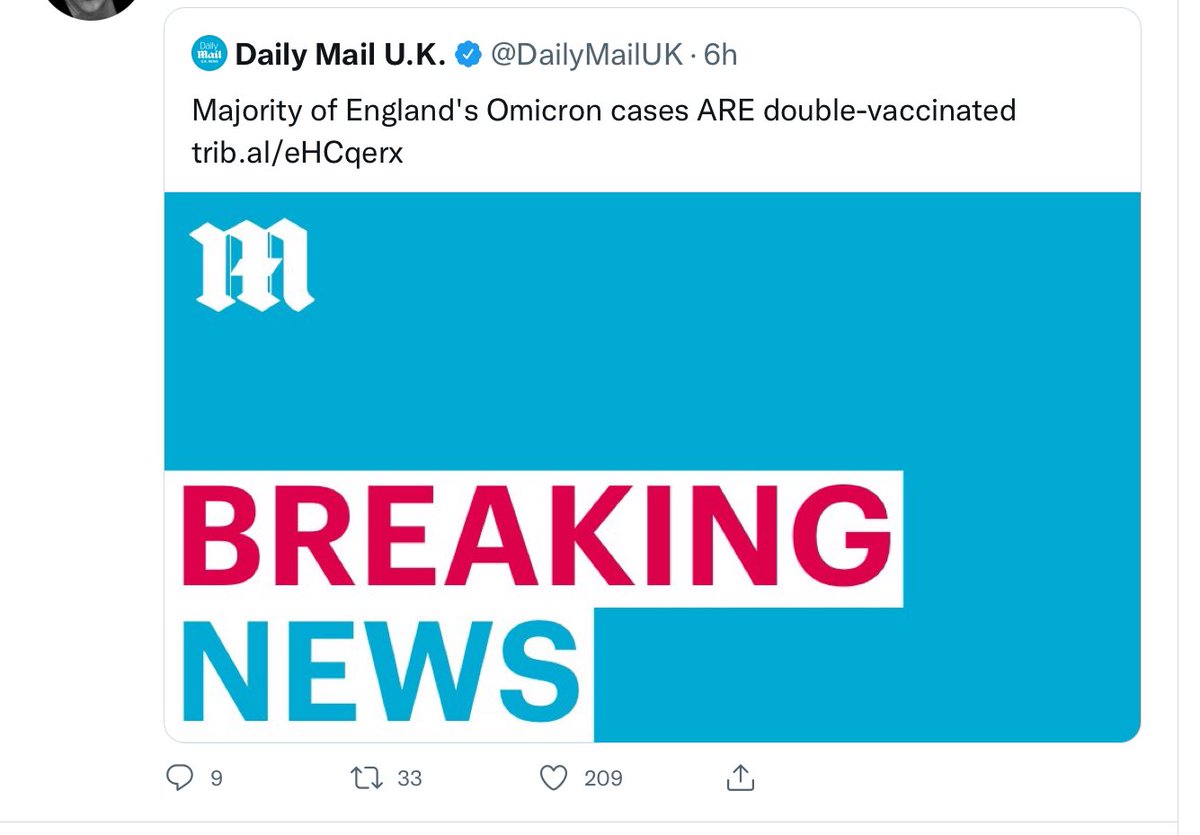 Daily Mail U.K. @DailyMailUK · 6h
Majority of England's Omicron cases ARE double-vaccinated
trib.al/eHCqerx
BREAKING
NEWS
9 33 209